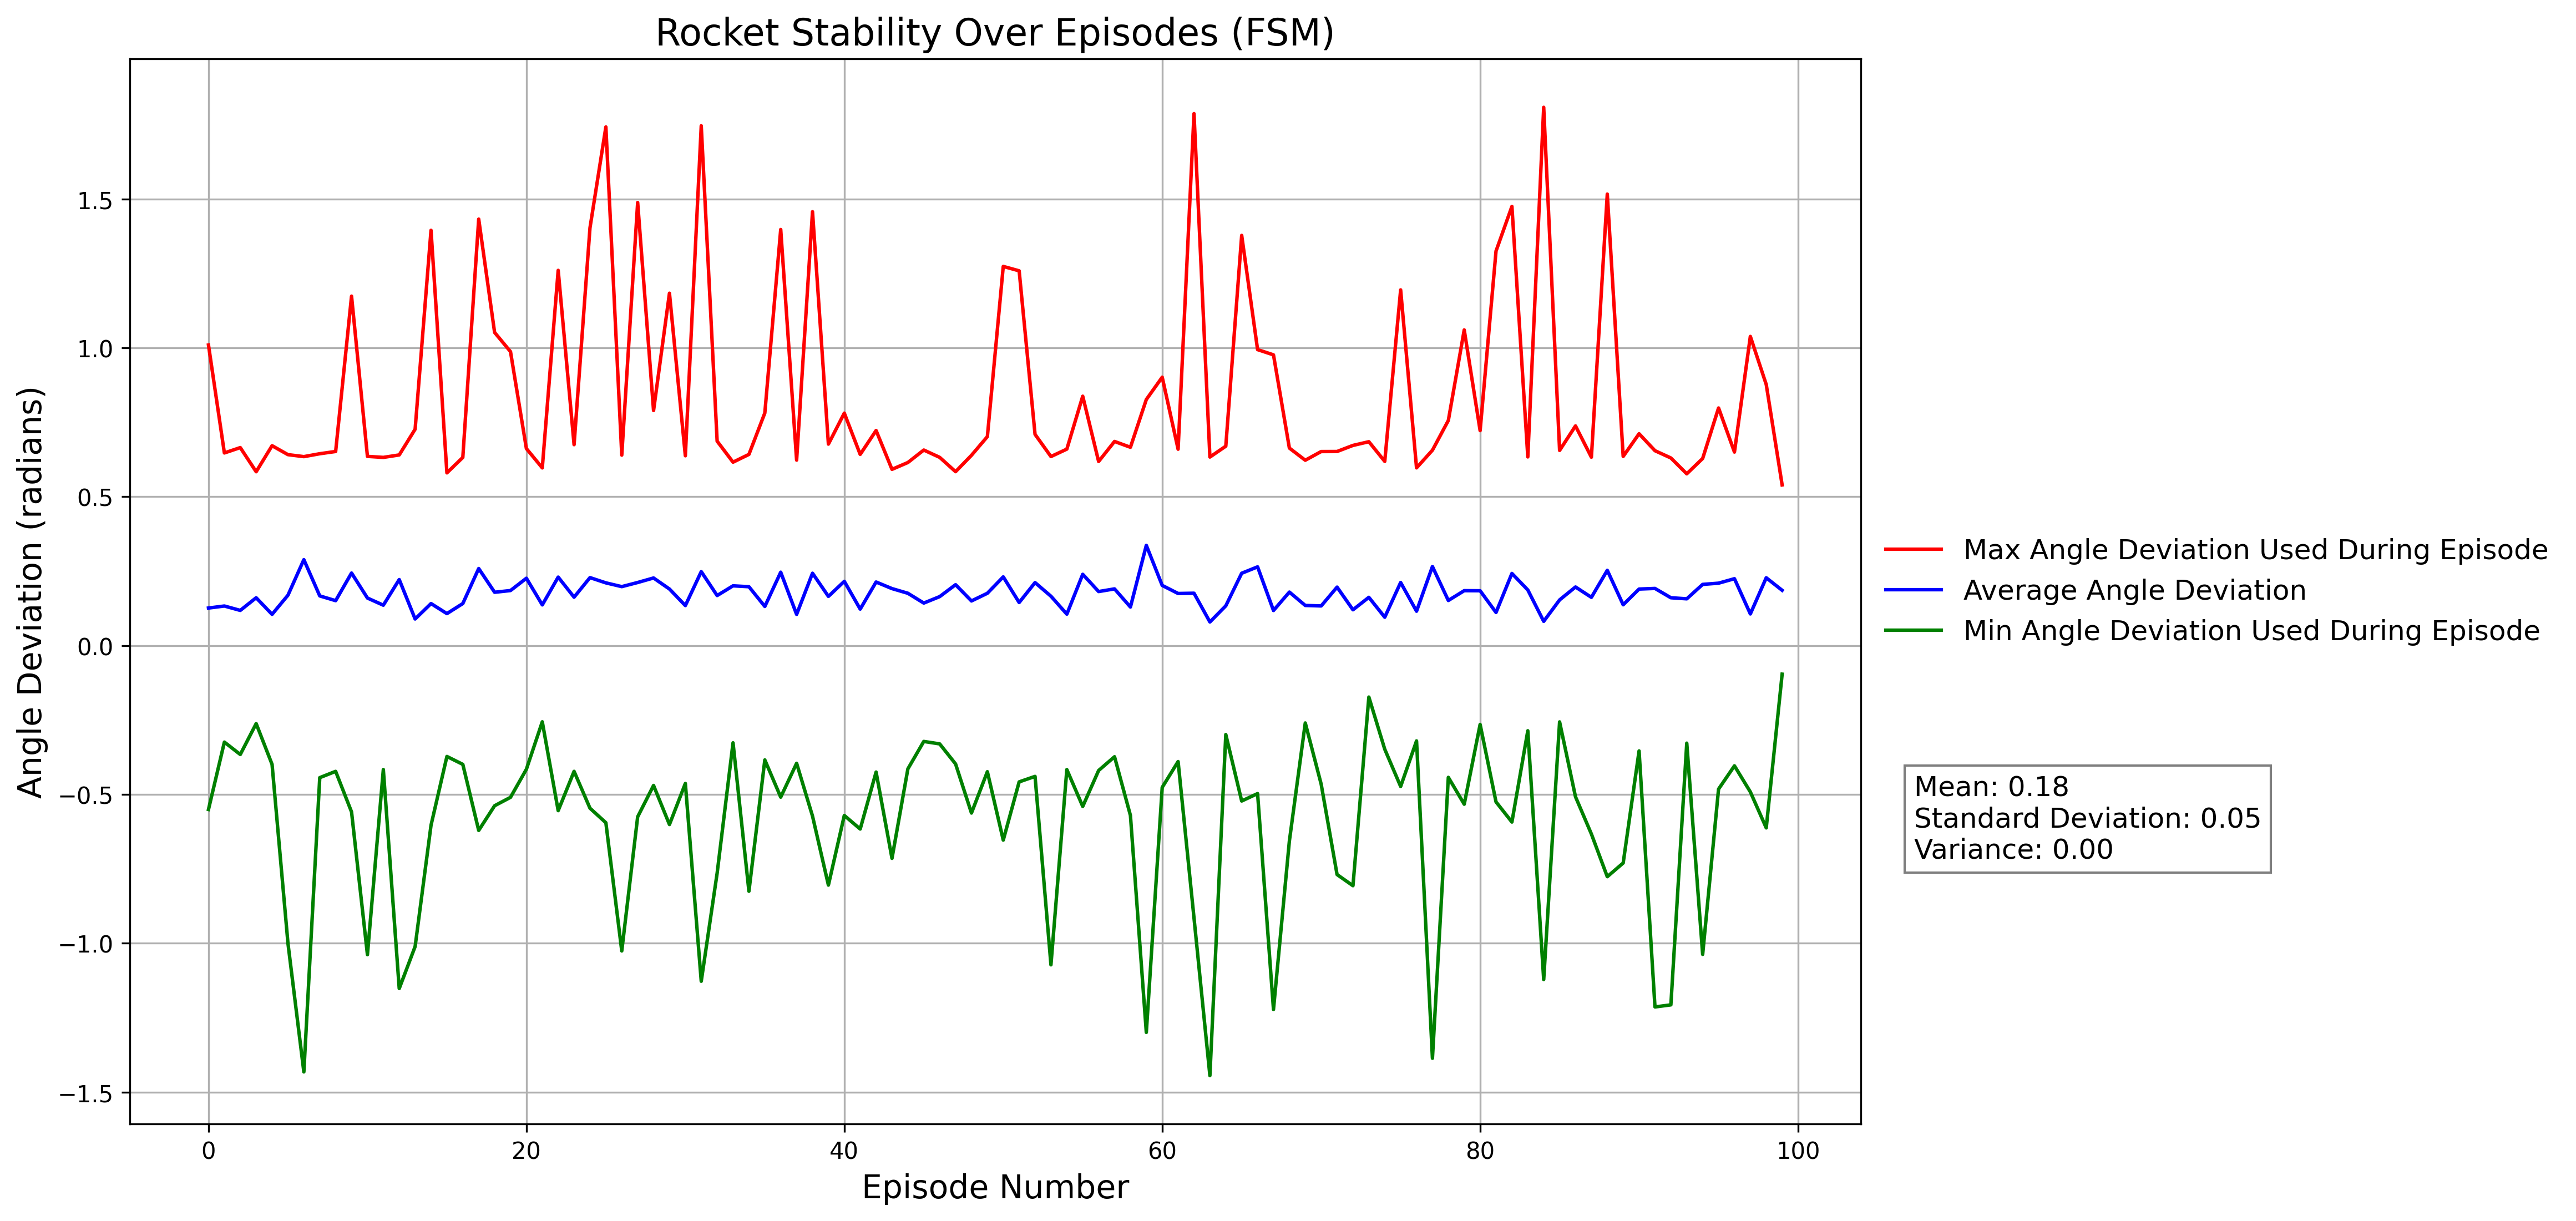 Rocket Stability Over Episodes (FSM)
Angle Deviation (radians)
1.5
1.0
0.5
0.0
−0.5
−1.0
−1.5
0 20 40 60 80 100
Episode Number
Max Angle Deviation Used During Episode
Average Angle Deviation
Min Angle Deviation Used During Episode
Mean: 0.18
Standard Deviation: 0.05
Variance: 0.00